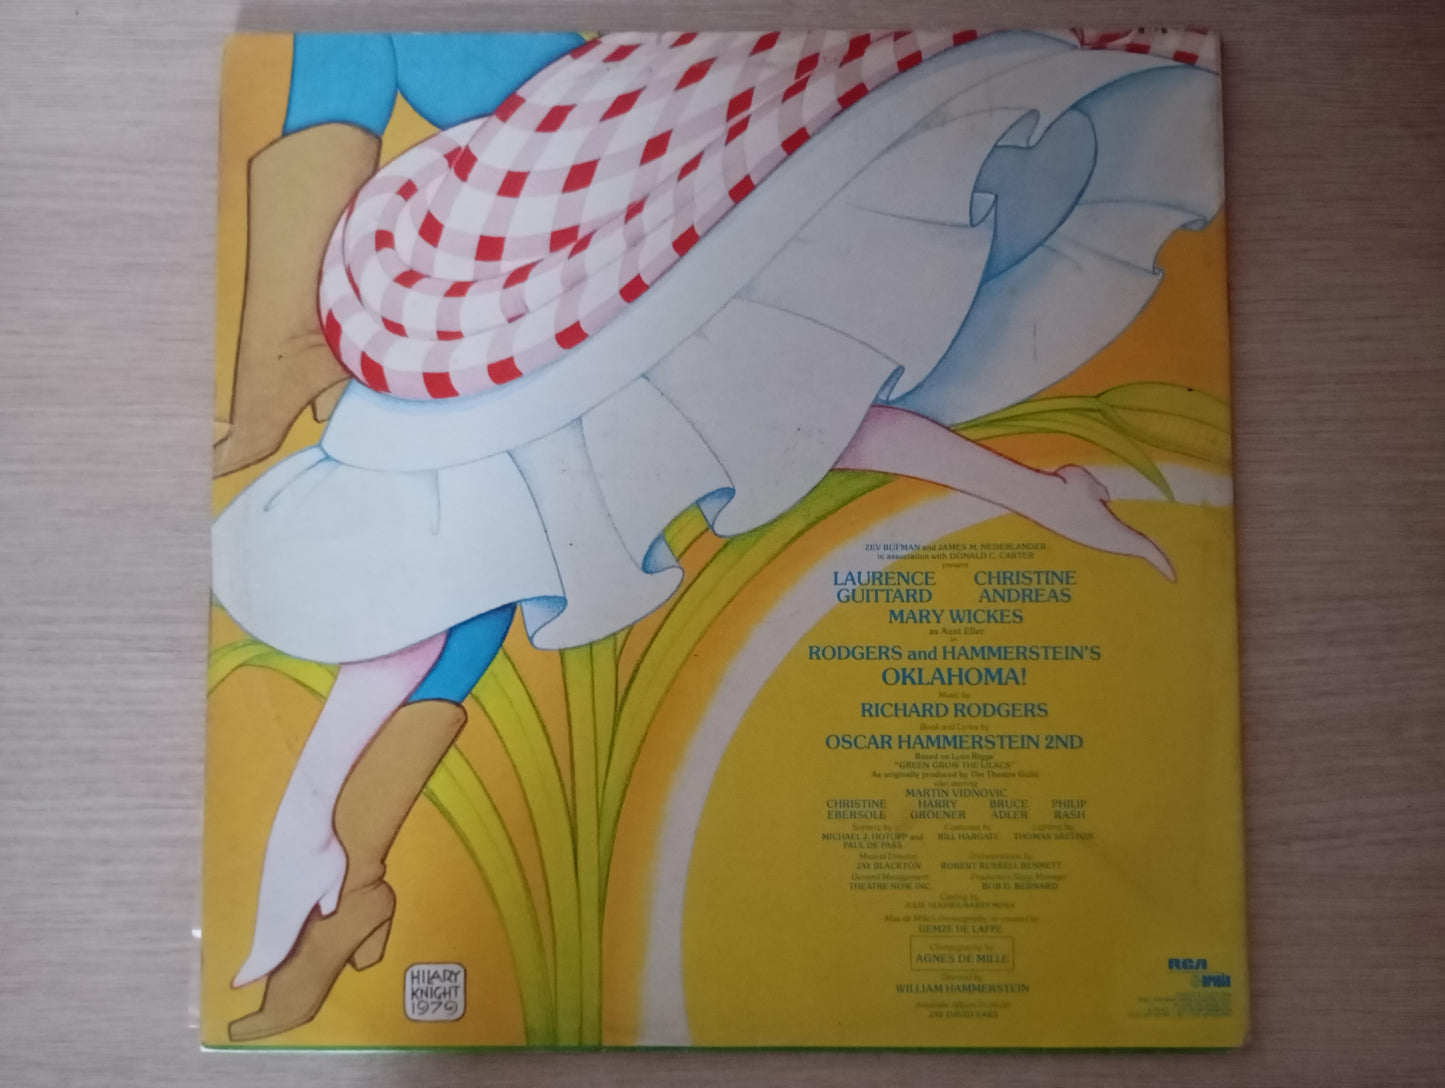 ZEV BUFMAN and JAMES M. NEDERLANDER
in association with DONALD C. CARTER
present
LAURENCE GUITTARD
CHRISTINE ANDREAS
MARY WICKES
as Aunt Eller
in
RODGERS and HAMMERSTEIN'S
OKLAHOMA!
Music by
RICHARD RODGERS
Book and Lyrics by
OSCAR HAMMERSTEIN 2ND
Based on Lynn Riggs
"GREEN GROW THE LILACS"
As originally produced by The Theatre Guild
also starring
MARTIN VIDNOVIC
CHRISTINE EBERSOLE
HARRY GROENER
BRUCE ADLER
PHILIP RASH
Scenery by
MICHAEL J. HOTOPP and
PAUL DE PASS
Costumes by
BILL HARGATE
Lighting by
THOMAS SKELTON
Musical Director
JAY BLACKTON
Orchestrations by
ROBERT RUSSELL BENNETT
General Management
THEATRE NOW, INC.
Production Stage Manager
BOB D. BERNARD
Casting by
JULIE HUGHES/BARRY MOSS
Miss de Mille's choreography re-created by
GEMZE DE LAPPE
Choreography by
AGNES DE MILLE
Directed by
WILLIAM HAMMERSTEIN
Associate Album Producer
JAY DAVID SAKS
HILARY
KNIGHT
1979
RCA
ariola